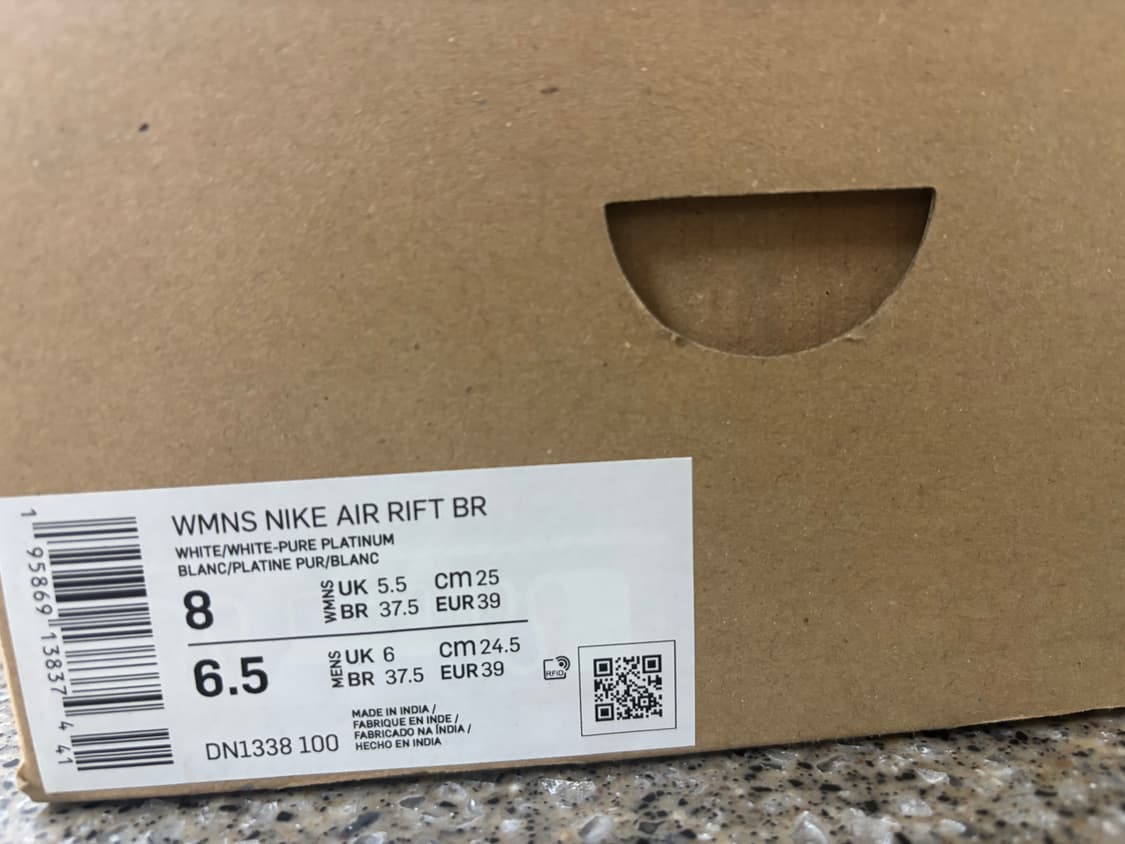 WMNS NIKE AIR RIFT BR
WHITE/WHITE-PURE PLATINUM
BLANC/PLATINE PUR/BLANC
8 WMNS UK 5.5 cm 25
BR 37.5 EUR 39
6.5 MENS UK 6 cm 24.5
BR 37.5 EUR 39
RFID
MADE IN INDIA /
FABRIQUE EN INDE /
FABRICADO NA ÍNDIA /
HECHO EN INDIA
DN1338 100
1 95869 13837 4 41